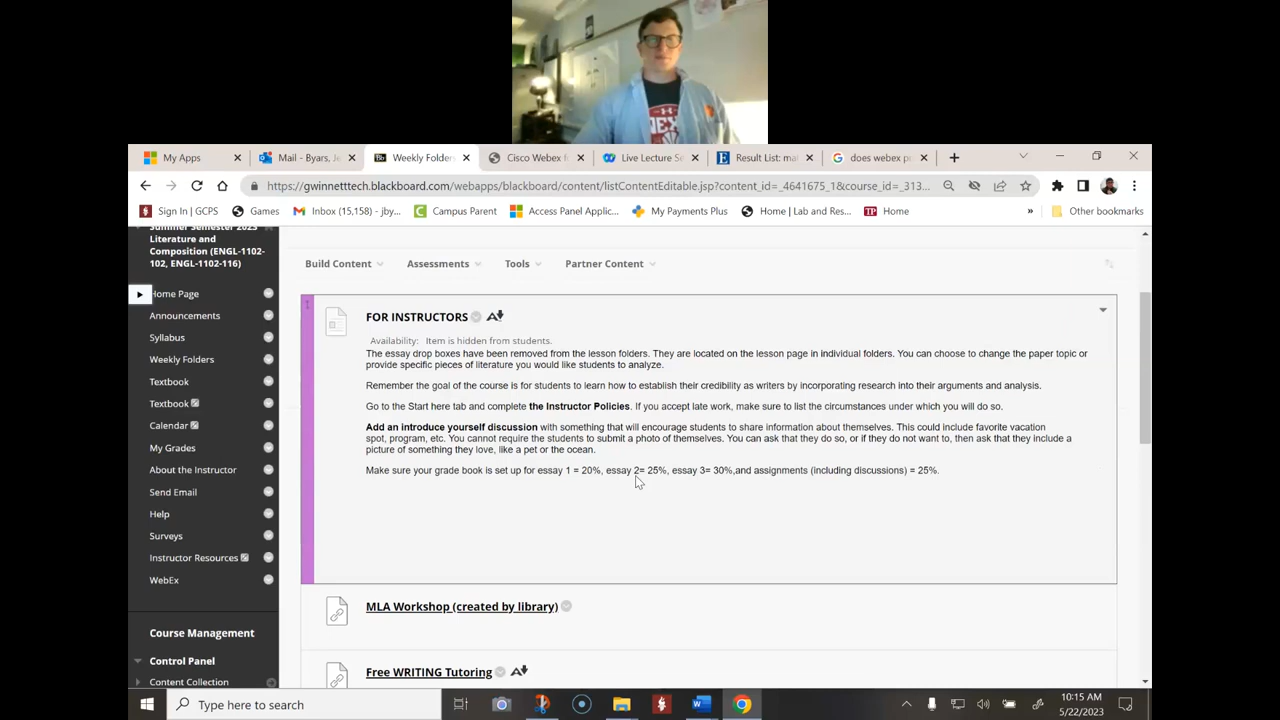 My Apps
Mail - Byars, Je
Weekly Folders
Cisco Webex f
Live Lecture Se
Result List: ma
does webex p
https://gwinnetttech.blackboard.com/webapps/blackboard/content/listContentEditable.jsp?content_id=_4641675_1&course_id=_313...
Sign In | GCPS
Games
Inbox (15,158) - jby...
Campus Parent
Access Panel Applic...
My Payments Plus
Home | Lab and Res...
TP Home
»
Other bookmarks
Summer Semester 2023
Literature and
Composition (ENGL-1102-
102, ENGL-1102-116)
Home Page
Announcements
Syllabus
Weekly Folders
Textbook
Textbook
Calendar
My Grades
About the Instructor
Send Email
Help
Surveys
Instructor Resources
WebEx
Course Management
Control Panel
Content Collection
Build Content
Assessments
Tools
Partner Content
FOR INSTRUCTORS
Availability: Item is hidden from students.
The essay drop boxes have been removed from the lesson folders. They are located on the lesson page in individual folders. You can choose to change the paper topic or
provide specific pieces of literature you would like students to analyze.
Remember the goal of the course is for students to learn how to establish their credibility as writers by incorporating research into their arguments and analysis.
Go to the Start here tab and complete the Instructor Policies. If you accept late work, make sure to list the circumstances under which you will do so.
Add an introduce yourself discussion with something that will encourage students to share information about themselves. This could include favorite vacation
spot, program, etc. You cannot require the students to submit a photo of themselves. You can ask that they do so, or if they do not want to, then ask that they include a
picture of something they love, like a pet or the ocean.
Make sure your grade book is set up for essay 1 = 20%, essay 2= 25%, essay 3= 30%,and assignments (including discussions) = 25%.
MLA Workshop (created by library)
Free WRITING Tutoring
Type here to search
10:15 AM
5/22/2023